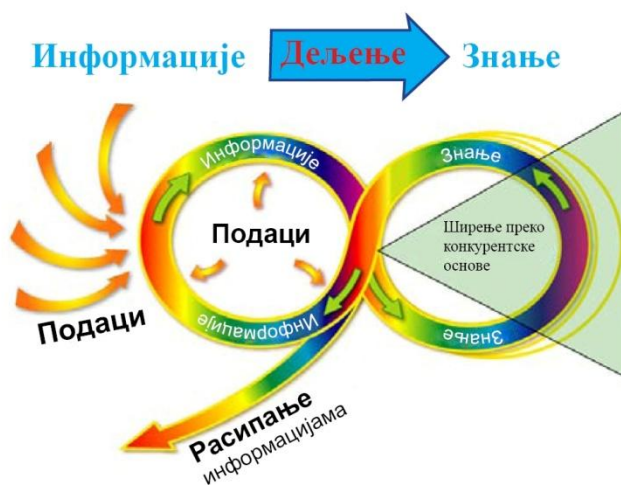 Информације
Дељење
Знање
Информације
Знање
Подаци
Ширење преко
конкурентске
основе
Подаци
Информације
Знање
Расипање
информацијама